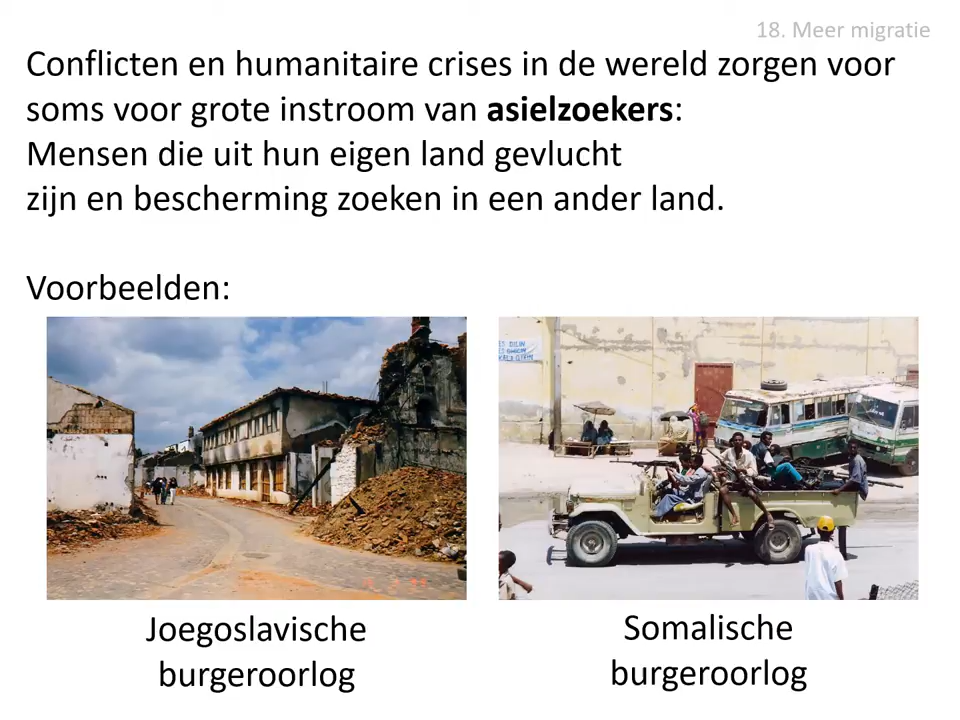 18. Meer migratie
Conflicten en humanitaire crises in de wereld zorgen voor
soms voor grote instroom van asielzoekers:
Mensen die uit hun eigen land gevlucht
zijn en bescherming zoeken in een ander land.
Voorbeelden:
Joegoslavische
burgeroorlog
Somalische
burgeroorlog